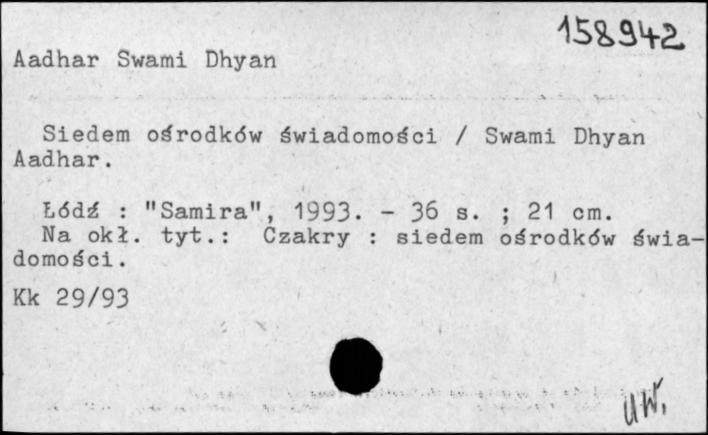 158942
Aadhar Swami Dhyan
Siedem ośrodków świadomości / Swami Dhyan
Aadhar.
Łódź : "Samira", 1993. - 36 s. ; 21 cm.
Na okł. tyt.: Czakry : siedem ośrodków świa-
domości.
Kk 29/93
UW.